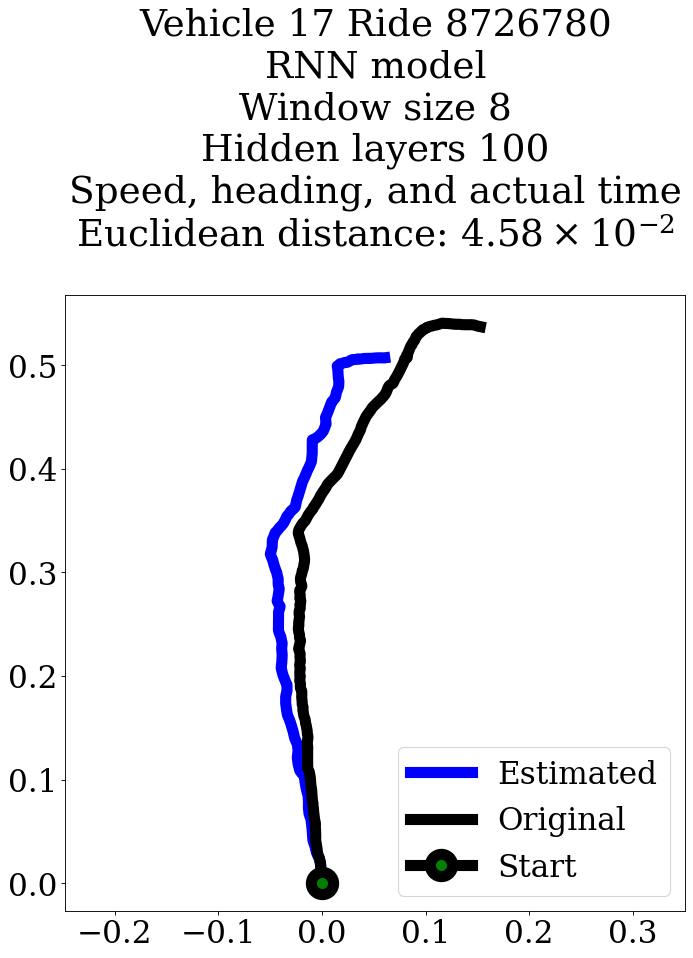 Vehicle 17 Ride 8726780
RNN model
Window size 8
Hidden layers 100
Speed, heading, and actual time
Euclidean distance: 4.58 × 10⁻²
0.5
0.4
0.3
0.2
0.1
0.0
Estimated
Original
Start
−0.2 −0.1 0.0 0.1 0.2 0.3